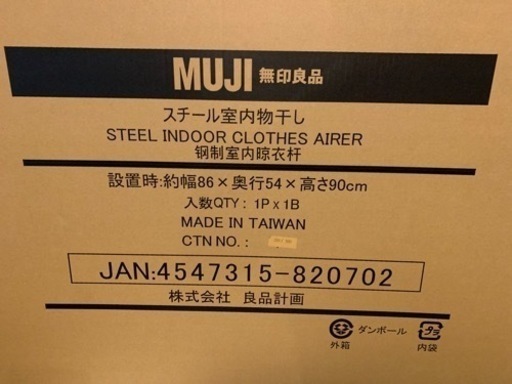 MUJI 無印良品
スチール室内物干し
STEEL INDOOR CLOTHES AIRER
钢制室内晾衣杆
設置時:約幅86×奥行54×高さ90cm
入数QTY: 1P x 1B
MADE IN TAIWAN
CTN NO. :
JAN:4547315-820702
株式会社 良品計画
ダンボール
外箱
プラ
内袋